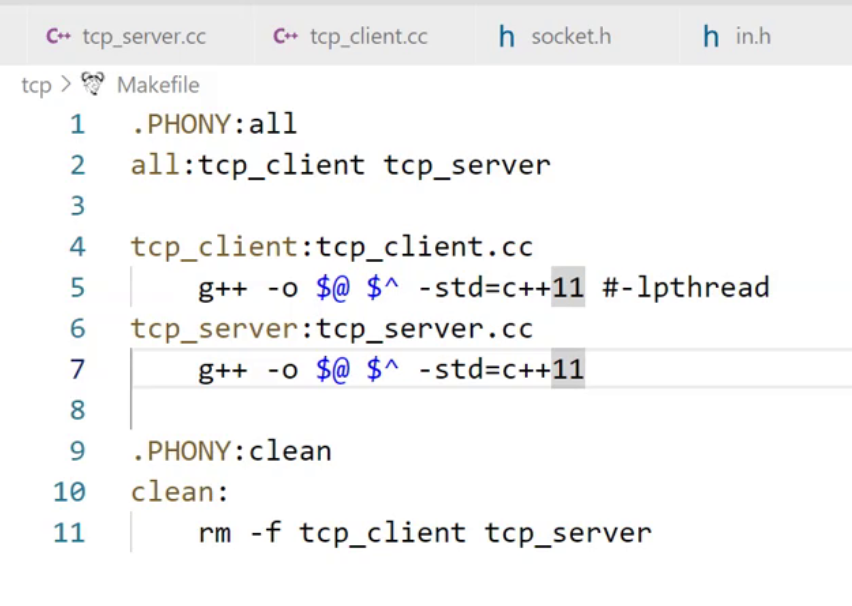 C++ tcp_server.cc C++ tcp_client.cc h socket.h h in.h
tcp > Makefile
1 .PHONY:all
2 all:tcp_client tcp_server
3
4 tcp_client:tcp_client.cc
5 g++ -o $@ $^ -std=c++11 #-lpthread
6 tcp_server:tcp_server.cc
7 g++ -o $@ $^ -std=c++11
8
9 .PHONY:clean
10 clean:
11 rm -f tcp_client tcp_server